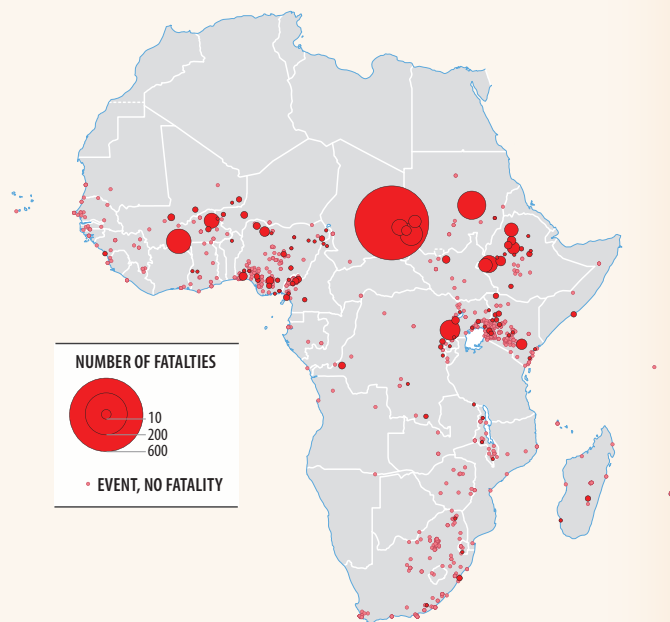 NUMBER OF FATALTIES
10
200
600
EVENT, NO FATALITY